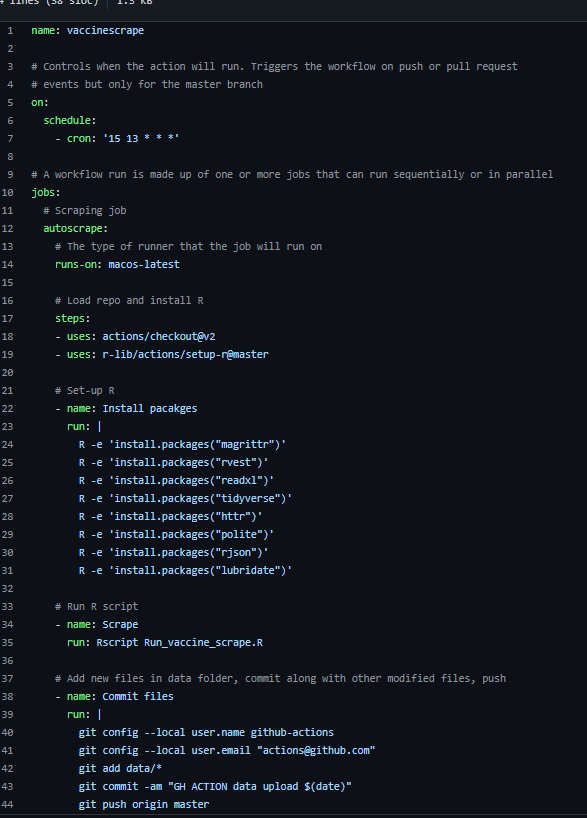 lines (38 sloc) 1.3 KB
1 name: vaccinescrape
2
3 # Controls when the action will run. Triggers the workflow on push or pull request
4 # events but only for the master branch
5 on:
6 schedule:
7 - cron: '15 13 * * *'
8
9 # A workflow run is made up of one or more jobs that can run sequentially or in parallel
10 jobs:
11 # Scraping job
12 autoscrape:
13 # The type of runner that the job will run on
14 runs-on: macos-latest
15
16 # Load repo and install R
17 steps:
18 - uses: actions/checkout@v2
19 - uses: r-lib/actions/setup-r@master
20
21 # Set-up R
22 - name: Install pacakges
23 run: |
24 R -e 'install.packages("magrittr")'
25 R -e 'install.packages("rvest")'
26 R -e 'install.packages("readxl")'
27 R -e 'install.packages("tidyverse")'
28 R -e 'install.packages("httr")'
29 R -e 'install.packages("polite")'
30 R -e 'install.packages("rjson")'
31 R -e 'install.packages("lubridate")'
32
33 # Run R script
34 - name: Scrape
35 run: Rscript Run_vaccine_scrape.R
36
37 # Add new files in data folder, commit along with other modified files, push
38 - name: Commit files
39 run: |
40 git config --local user.name github-actions
41 git config --local user.email "actions@github.com"
42 git add data/*
43 git commit -am "GH ACTION data upload $(date)"
44 git push origin master